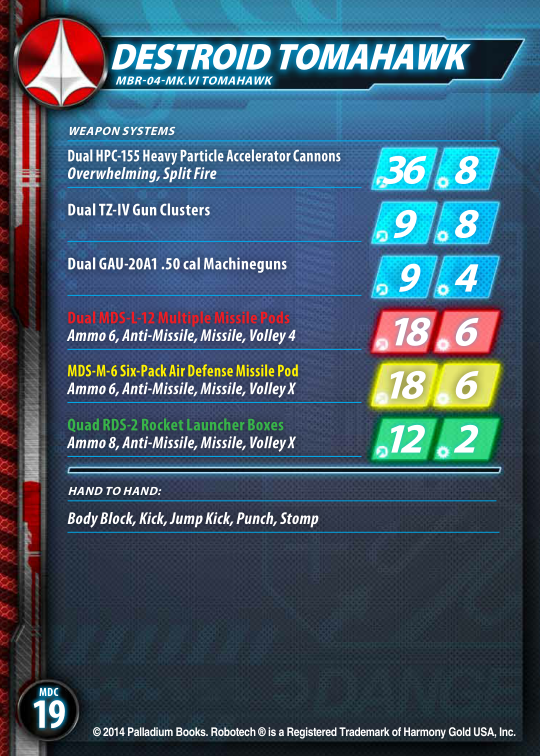 DESTROID TOMAHAWK
MBR-04-MK.VI TOMAHAWK
WEAPON SYSTEMS
Dual HPC-155 Heavy Particle Accelerator Cannons
Overwhelming, Split Fire
36 8
Dual TZ-IV Gun Clusters
9 8
Dual GAU-20A1 .50 cal Machineguns
9 4
Dual MDS-L-12 Multiple Missile Pods
Ammo 6, Anti-Missile, Missile, Volley 4
18 6
MDS-M-6 Six-Pack Air Defense Missile Pod
Ammo 6, Anti-Missile, Missile, Volley X
18 6
Quad RDS-2 Rocket Launcher Boxes
Ammo 8, Anti-Missile, Missile, Volley X
12 2
HAND TO HAND:
Body Block, Kick, Jump Kick, Punch, Stomp
MDC
19
© 2014 Palladium Books. Robotech ® is a Registered Trademark of Harmony Gold USA, Inc.